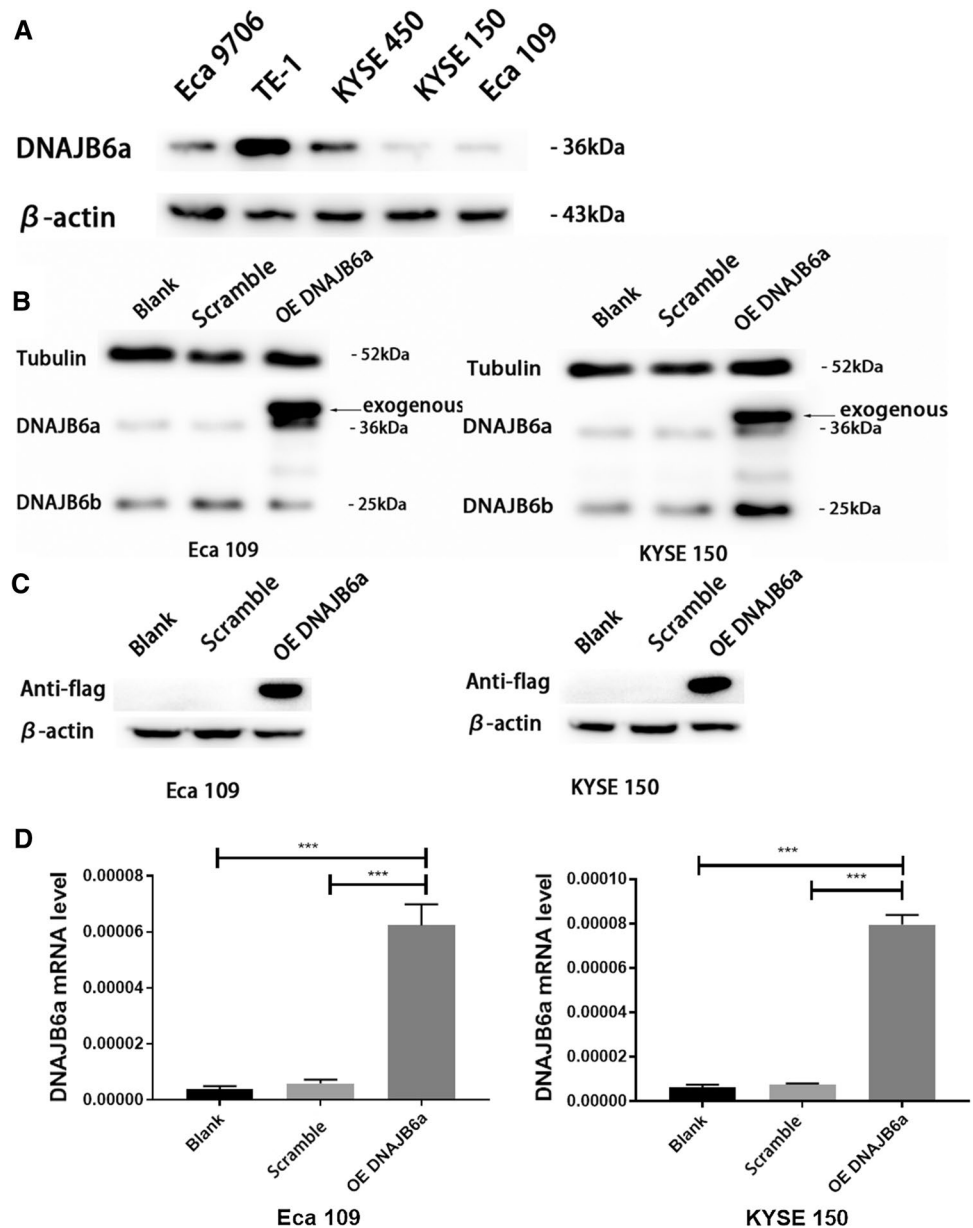 A
Eca 9706
TE-1
KYSE 450
KYSE 150
Eca 109
DNAJB6a
- 36kDa
β-actin
- 43kDa
B
Blank
Scramble
OE DNAJB6a
Tubulin
- 52kDa
exogenous
DNAJB6a
- 36kDa
DNAJB6b
- 25kDa
Eca 109
Blank
Scramble
OE DNAJB6a
Tubulin
- 52kDa
exogenous
DNAJB6a
- 36kDa
DNAJB6b
- 25kDa
KYSE 150
C
Blank
Scramble
OE DNAJB6a
Anti-flag
β-actin
Eca 109
Blank
Scramble
OE DNAJB6a
Anti-flag
β-actin
KYSE 150
D
***
***
DNAJB6a mRNA level
0.00008
0.00006
0.00004
0.00002
0.00000
Blank
Scramble
OE DNAJB6a
Eca 109
***
***
DNAJB6a mRNA level
0.00010
0.00008
0.00006
0.00004
0.00002
0.00000
Blank
Scramble
OE DNAJB6a
KYSE 150